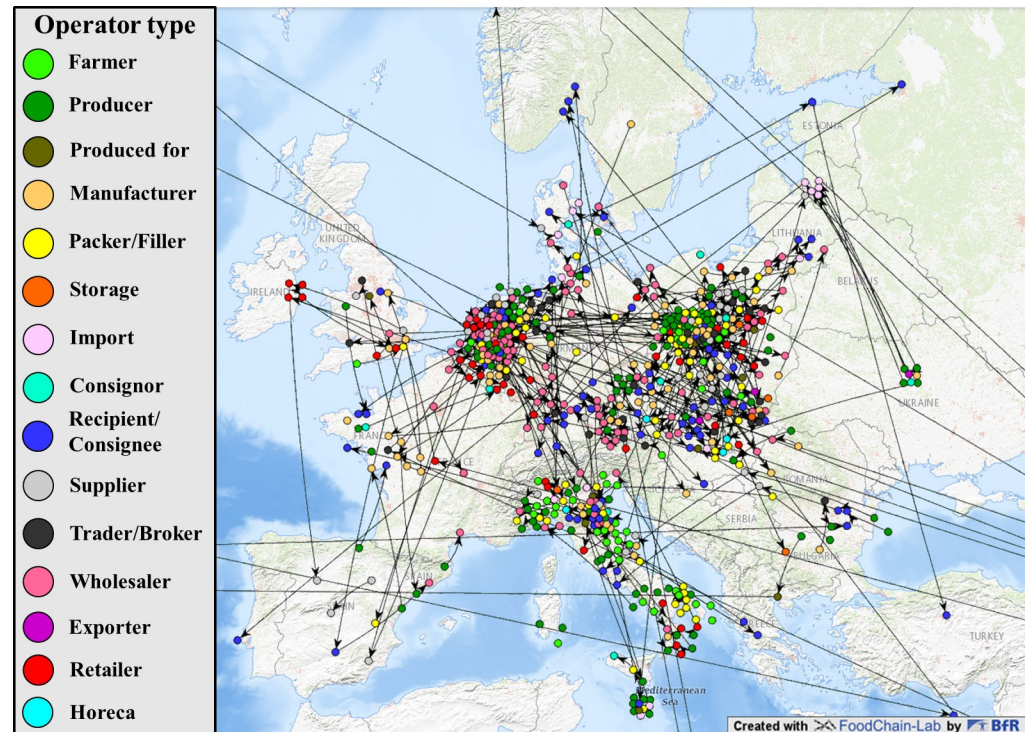 Operator type
Farmer
Producer
Produced for
Manufacturer
Packer/Filler
Storage
Import
Consignor
Recipient/
Consignee
Supplier
Trader/Broker
Wholesaler
Exporter
Retailer
Horeca
ESTONIA
LITHUANIA
UNITED
KINGDOM
IRELAND
BELARUS
UKRAINE
ROMANIA
SERBIA
BULGARIA
TURKEY
Mediterranean
Sea
Created with FoodChain-Lab by BfR